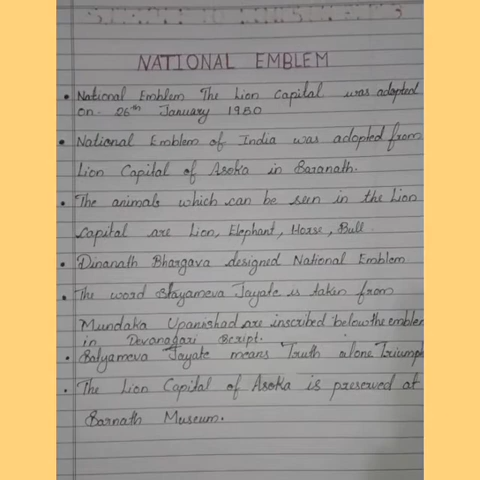 NATIONAL EMBLEM
• National Emblem The Lion Capital was adopted
on 26th January 1950
• National Emblem of India was adopted from
Lion Capital of Asoka in Saranath.
• The animals which can be seen in the Lion
Capital are Lion, Elephant, Horse, Bull
• Dinanath Bhargava designed National Emblem
• The word Stayameva Jayate is taken from
Mundaka Upanishad are inscribed below the emblem
in Devanagari Script.
• Satyameva Jayate means Truth alone Triumph
• The Lion Capital of Asoka is preserved at
Sarnath Museum.